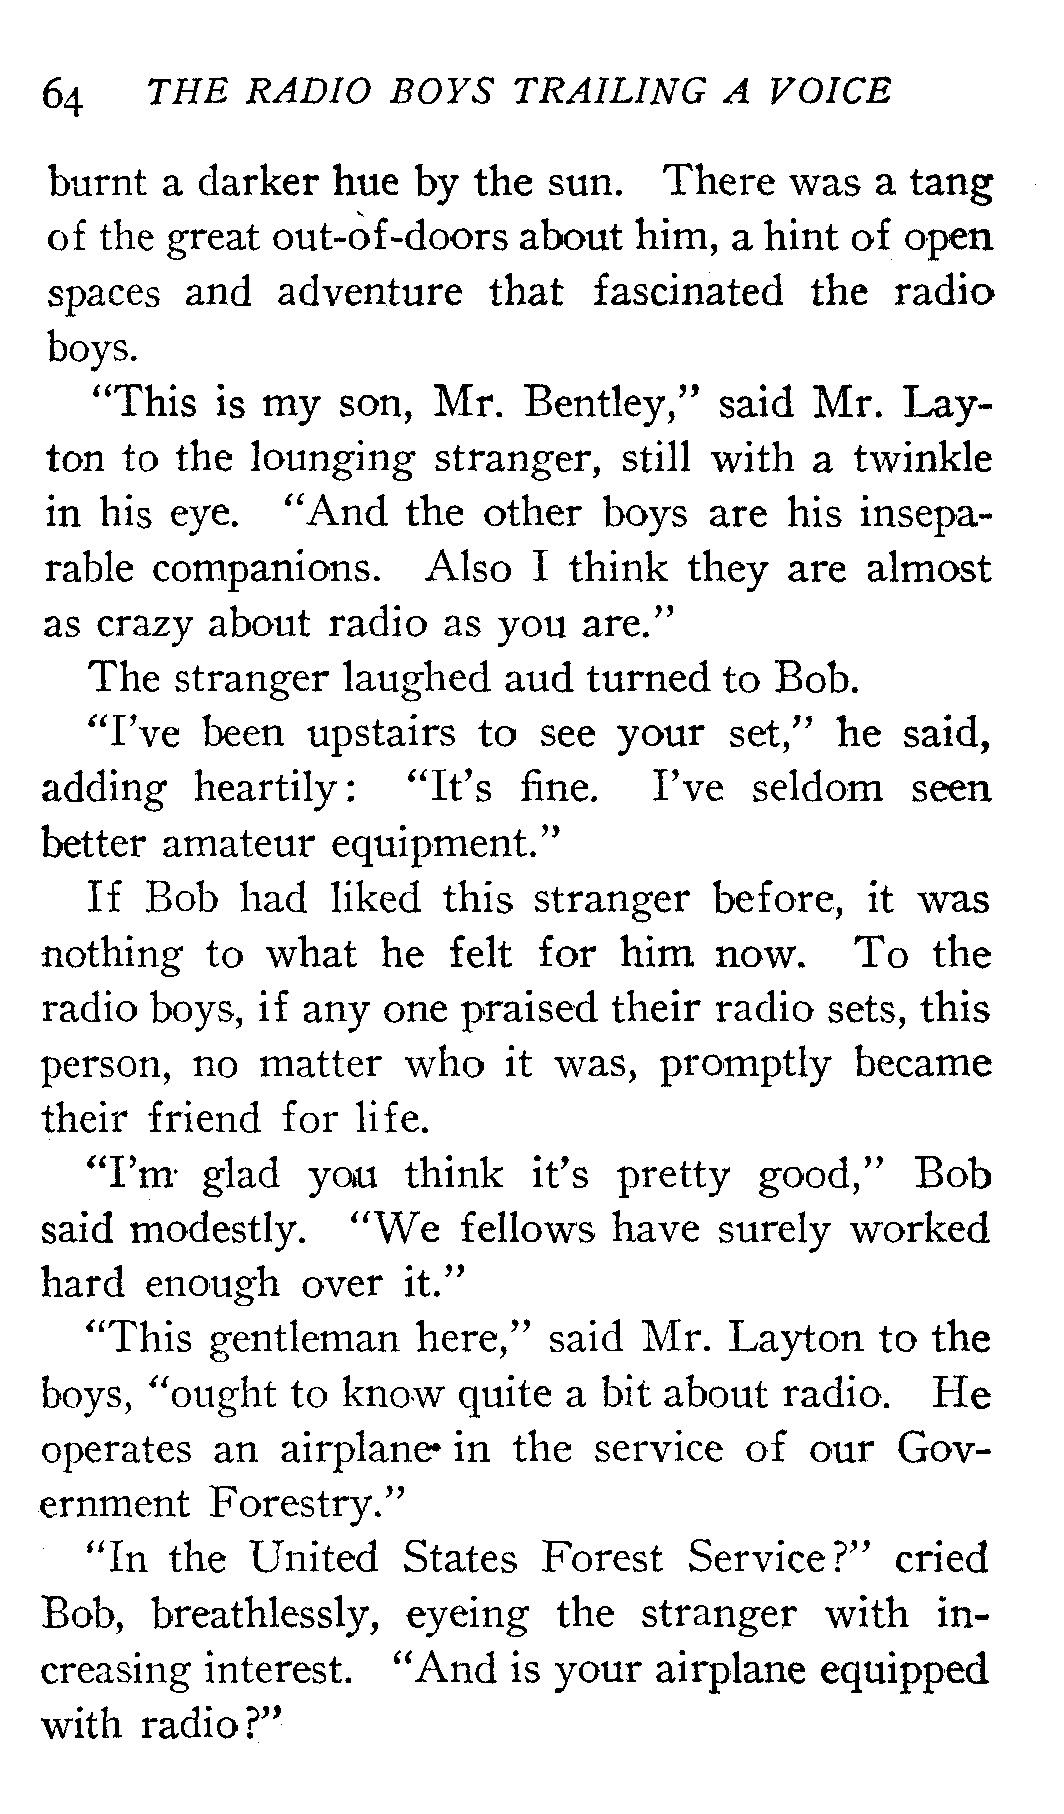 64 THE RADIO BOYS TRAILING A VOICE
burnt a darker hue by the sun. There was a tang
of the great out-of-doors about him, a hint of open
spaces and adventure that fascinated the radio
boys.
"This is my son, Mr. Bentley," said Mr. Lay-
ton to the lounging stranger, still with a twinkle
in his eye. "And the other boys are his insepa-
rable companions. Also I think they are almost
as crazy about radio as you are."
The stranger laughed aud turned to Bob.
"I've been upstairs to see your set," he said,
adding heartily: "It's fine. I've seldom seen
better amateur equipment."
If Bob had liked this stranger before, it was
nothing to what he felt for him now. To the
radio boys, if any one praised their radio sets, this
person, no matter who it was, promptly became
their friend for life.
"I'm glad you think it's pretty good," Bob
said modestly. "We fellows have surely worked
hard enough over it."
"This gentleman here," said Mr. Layton to the
boys, "ought to know quite a bit about radio. He
operates an airplane in the service of our Gov-
ernment Forestry."
"In the United States Forest Service?" cried
Bob, breathlessly, eyeing the stranger with in-
creasing interest. "And is your airplane equipped
with radio?"